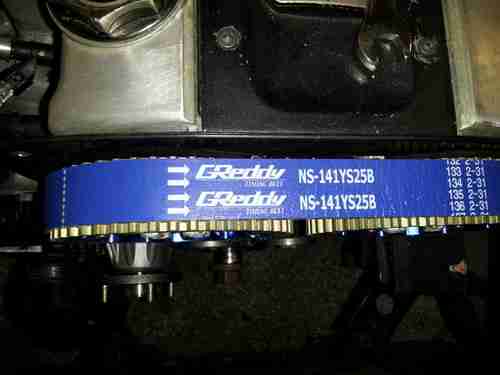 GReddy NS-141YS25B
TIMING BELT
GReddy NS-141YS25B
TIMING BELT
132 2-31
133 2-31
134 2-31
135 2-31
136 2-31